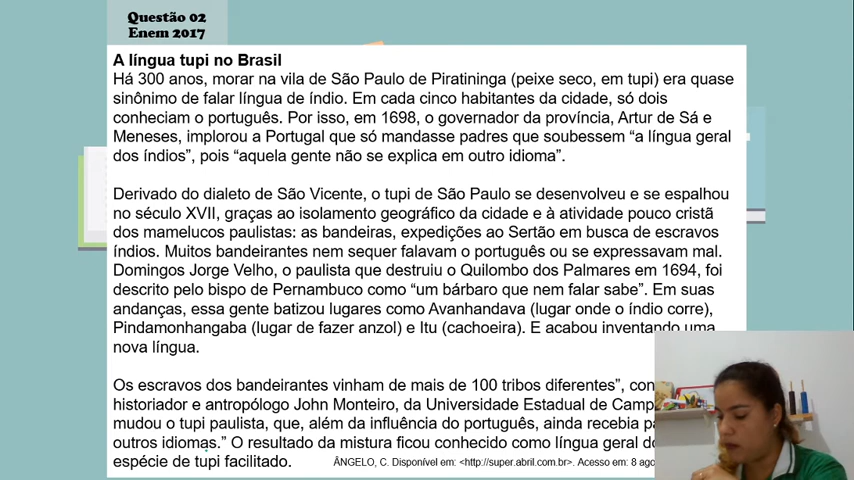 Questão 02
Enem 2017
A língua tupi no Brasil
Há 300 anos, morar na vila de São Paulo de Piratininga (peixe seco, em tupi) era quase
sinônimo de falar língua de índio. Em cada cinco habitantes da cidade, só dois
conheciam o português. Por isso, em 1698, o governador da província, Artur de Sá e
Meneses, implorou a Portugal que só mandasse padres que soubessem “a língua geral
dos índios”, pois “aquela gente não se explica em outro idioma”.
Derivado do dialeto de São Vicente, o tupi de São Paulo se desenvolveu e se espalhou
no século XVII, graças ao isolamento geográfico da cidade e à atividade pouco cristã
dos mamelucos paulistas: as bandeiras, expedições ao Sertão em busca de escravos
índios. Muitos bandeirantes nem sequer falavam o português ou se expressavam mal.
Domingos Jorge Velho, o paulista que destruiu o Quilombo dos Palmares em 1694, foi
descrito pelo bispo de Pernambuco como “um bárbaro que nem falar sabe”. Em suas
andanças, essa gente batizou lugares como Avanhandava (lugar onde o índio corre),
Pindamonhangaba (lugar de fazer anzol) e Itu (cachoeira). E acabou inventando uma
nova língua.
Os escravos dos bandeirantes vinham de mais de 100 tribos diferentes”,
historiador e antropólogo John Monteiro, da Universidade Estadual de
mudou o tupi paulista, que, além da influência do português, ainda recebia
outros idiomas.” O resultado da mistura ficou conhecido como língua geral
espécie de tupi facilitado. ÂNGELO, C. Disponível em: <http://super.abril.com.br>. Acesso em: 8